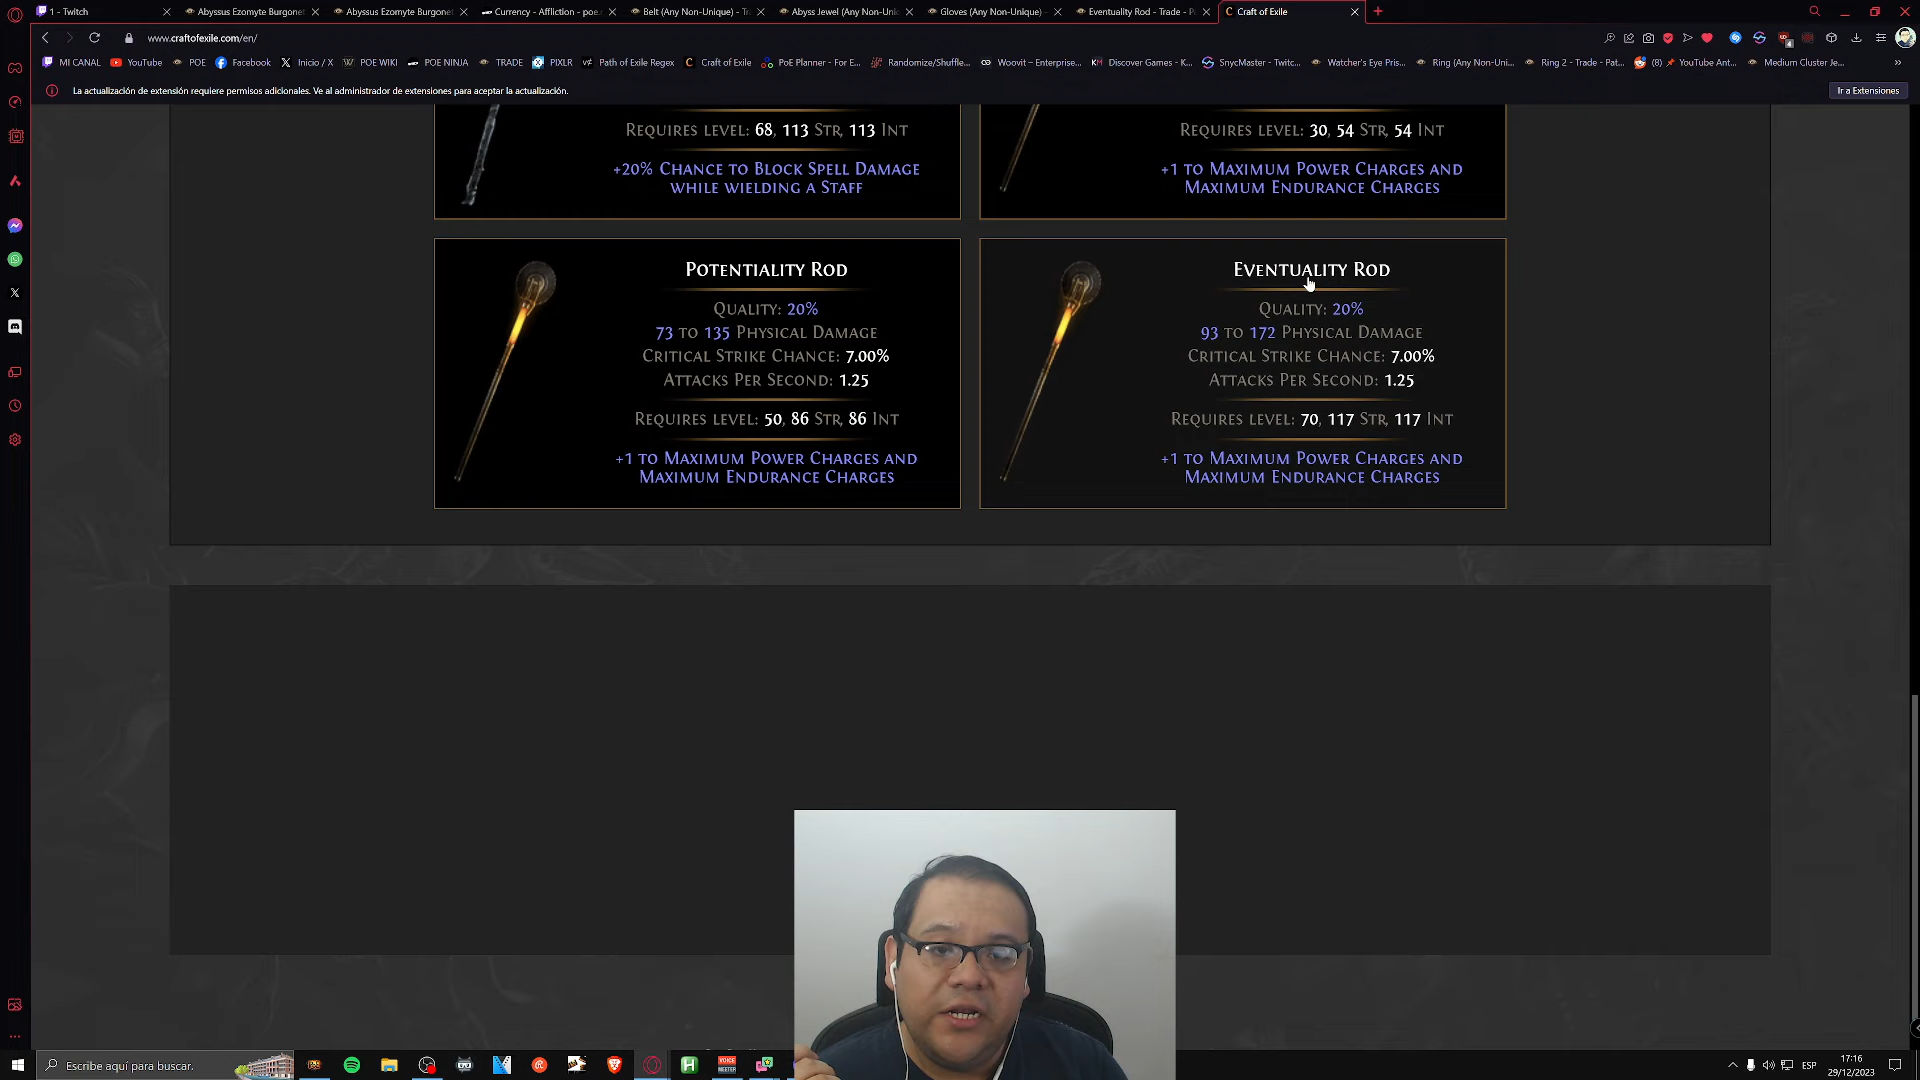 1 - Twitch
Abyssus Ezomyte Burgonet
Abyssus Ezomyte Burgonet
Currency - Affliction - poe.
Belt (Any Non-Unique) - Tr
Abyss Jewel (Any Non-Uni
Gloves (Any Non-Unique) -
Eventuality Rod - Trade - P
Craft of Exile
www.craftofexile.com/en/
MI CANAL
YouTube
POE
Facebook
Inicio / X
POE WIKI
POE NINJA
TRADE
PIXLR
Path of Exile Regex
Craft of Exile
PoE Planner - For E...
Randomize/Shuffle...
Woovit – Enterprise...
Discover Games - K...
SnycMaster - Twitc...
Watcher's Eye Pris...
Ring (Any Non-Uni...
Ring 2 - Trade - Pat...
(8) YouTube Ant...
Medium Cluster Je...
La actualización de extensión requiere permisos adicionales. Ve al administrador de extensiones para aceptar la actualización.
Ir a Extensiones
Requires level: 68, 113 Str, 113 Int
+20% Chance to Block Spell Damage
while wielding a Staff
Requires level: 30, 54 Str, 54 Int
+1 to Maximum Power Charges and
Maximum Endurance Charges
Potentiality Rod
Quality: 20%
73 to 135 Physical Damage
Critical Strike Chance: 7.00%
Attacks Per Second: 1.25
Requires level: 50, 86 Str, 86 Int
+1 to Maximum Power Charges and
Maximum Endurance Charges
Eventuality Rod
Quality: 20%
93 to 172 Physical Damage
Critical Strike Chance: 7.00%
Attacks Per Second: 1.25
Requires level: 70, 117 Str, 117 Int
+1 to Maximum Power Charges and
Maximum Endurance Charges
Escribe aquí para buscar.
VOICE
MEETER
ESP
17:16
29/12/2023